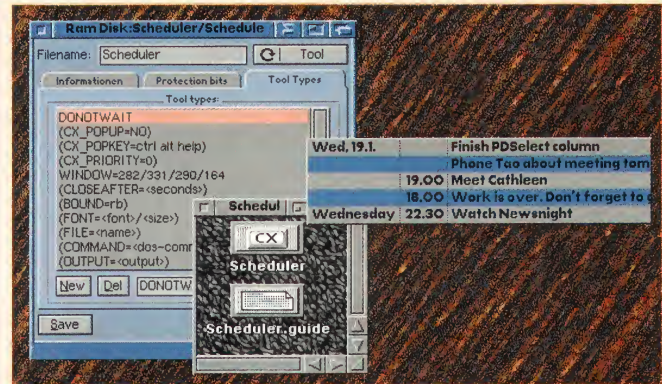 Ram Disk:Scheduler/Schedule
Filename: Scheduler Tool
Informationen Protection bits Tool Types
Tool types:
DONOTWAIT
(CX_POPUP=NO)
(CX_POPKEY=ctrl alt help)
(CX_PRIORITY=0)
WINDOW=282/331/290/164
(CLOSEAFTER=<seconds>)
(BOUND=rb)
(FONT=<font>/<size>)
(FILE=<name>)
(COMMAND=<dos-comm
(OUTPUT=<output>)
New Del DONOTW
Save
Schedul
CX
Scheduler
Scheduler.guide
Wed, 19.1. Finish PDSelect column
Phone Tao about meeting tom
19.00 Meet Cathleen
18.00 Work is over. Don't forget to g
Wednesday 22.30 Watch Newsnight